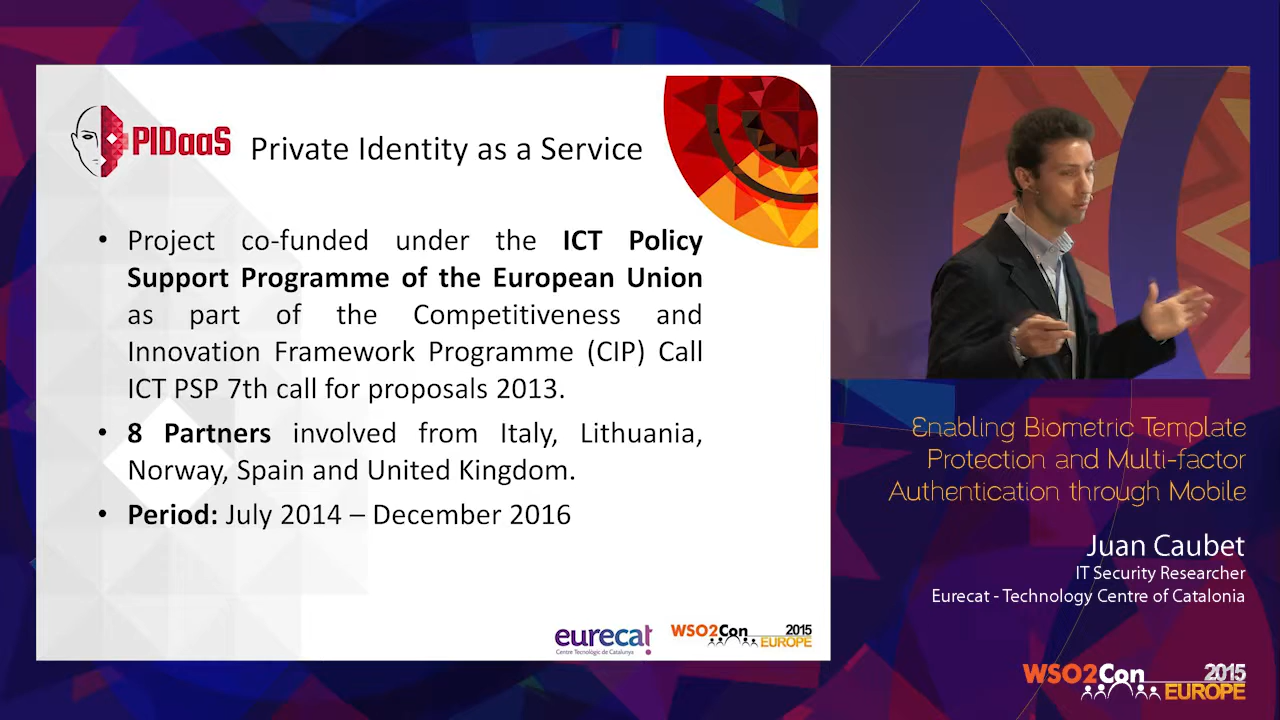 PIDaaS
Private Identity as a Service
• Project co-funded under the ICT Policy
Support Programme of the European Union
as part of the Competitiveness and
Innovation Framework Programme (CIP) Call
ICT PSP 7th call for proposals 2013.
• 8 Partners involved from Italy, Lithuania,
Norway, Spain and United Kingdom.
• Period: July 2014 – December 2016
eurecat
Centre Tecnològic de Catalunya
WSO2Con 2015
EUROPE
Enabling Biometric Template
Protection and Multi-factor
Authentication through Mobile
Juan Caubet
IT Security Researcher
Eurecat - Technology Centre of Catalonia
WSO2Con 2015
EUROPE